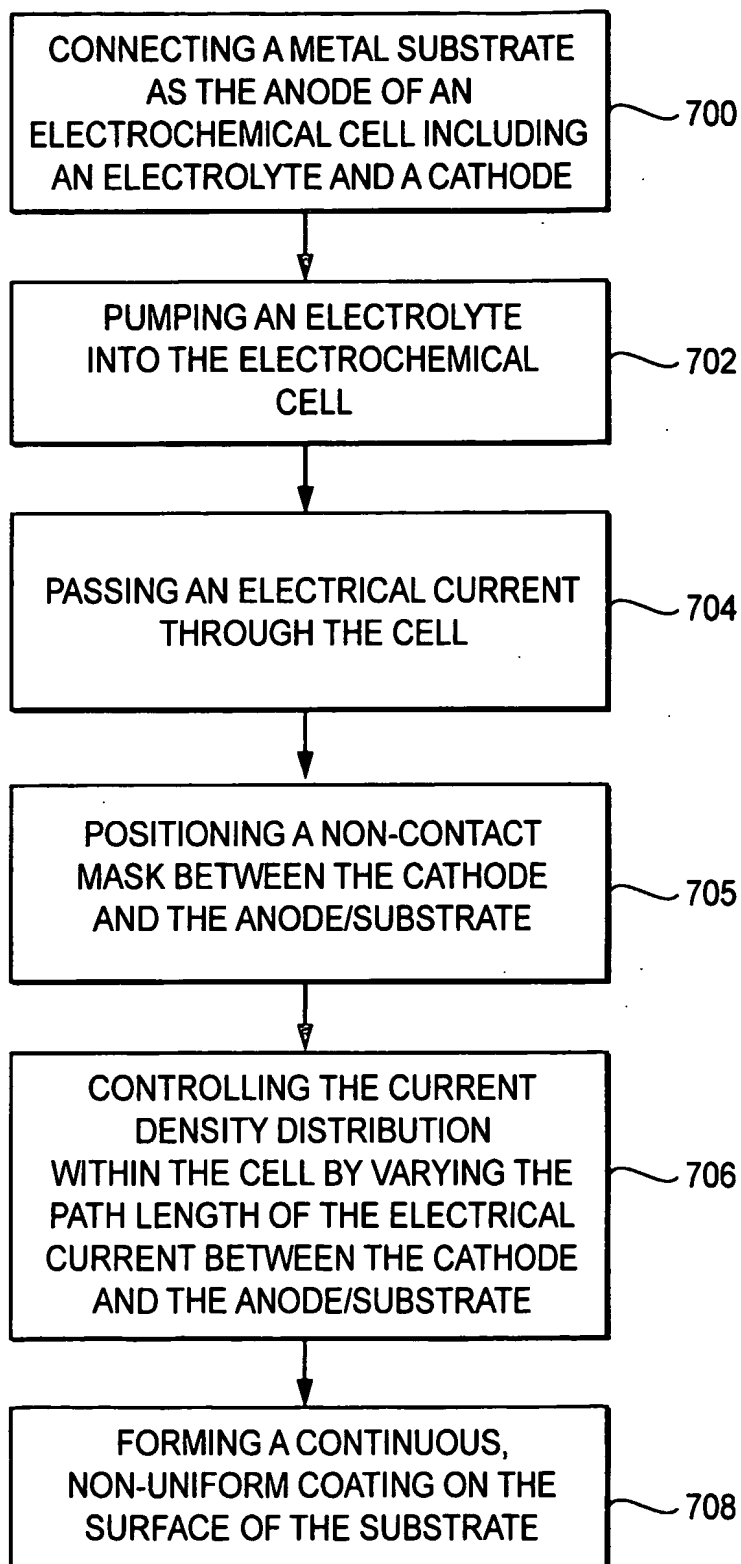 CONNECTING A METAL SUBSTRATE
AS THE ANODE OF AN
ELECTROCHEMICAL CELL INCLUDING
AN ELECTROLYTE AND A CATHODE
700
PUMPING AN ELECTROLYTE
INTO THE ELECTROCHEMICAL
CELL
702
PASSING AN ELECTRICAL CURRENT
THROUGH THE CELL
704
POSITIONING A NON-CONTACT
MASK BETWEEN THE CATHODE
AND THE ANODE/SUBSTRATE
705
CONTROLLING THE CURRENT
DENSITY DISTRIBUTION
WITHIN THE CELL BY VARYING THE
PATH LENGTH OF THE ELECTRICAL
CURRENT BETWEEN THE CATHODE
AND THE ANODE/SUBSTRATE
706
FORMING A CONTINUOUS,
NON-UNIFORM COATING ON THE
SURFACE OF THE SUBSTRATE
708